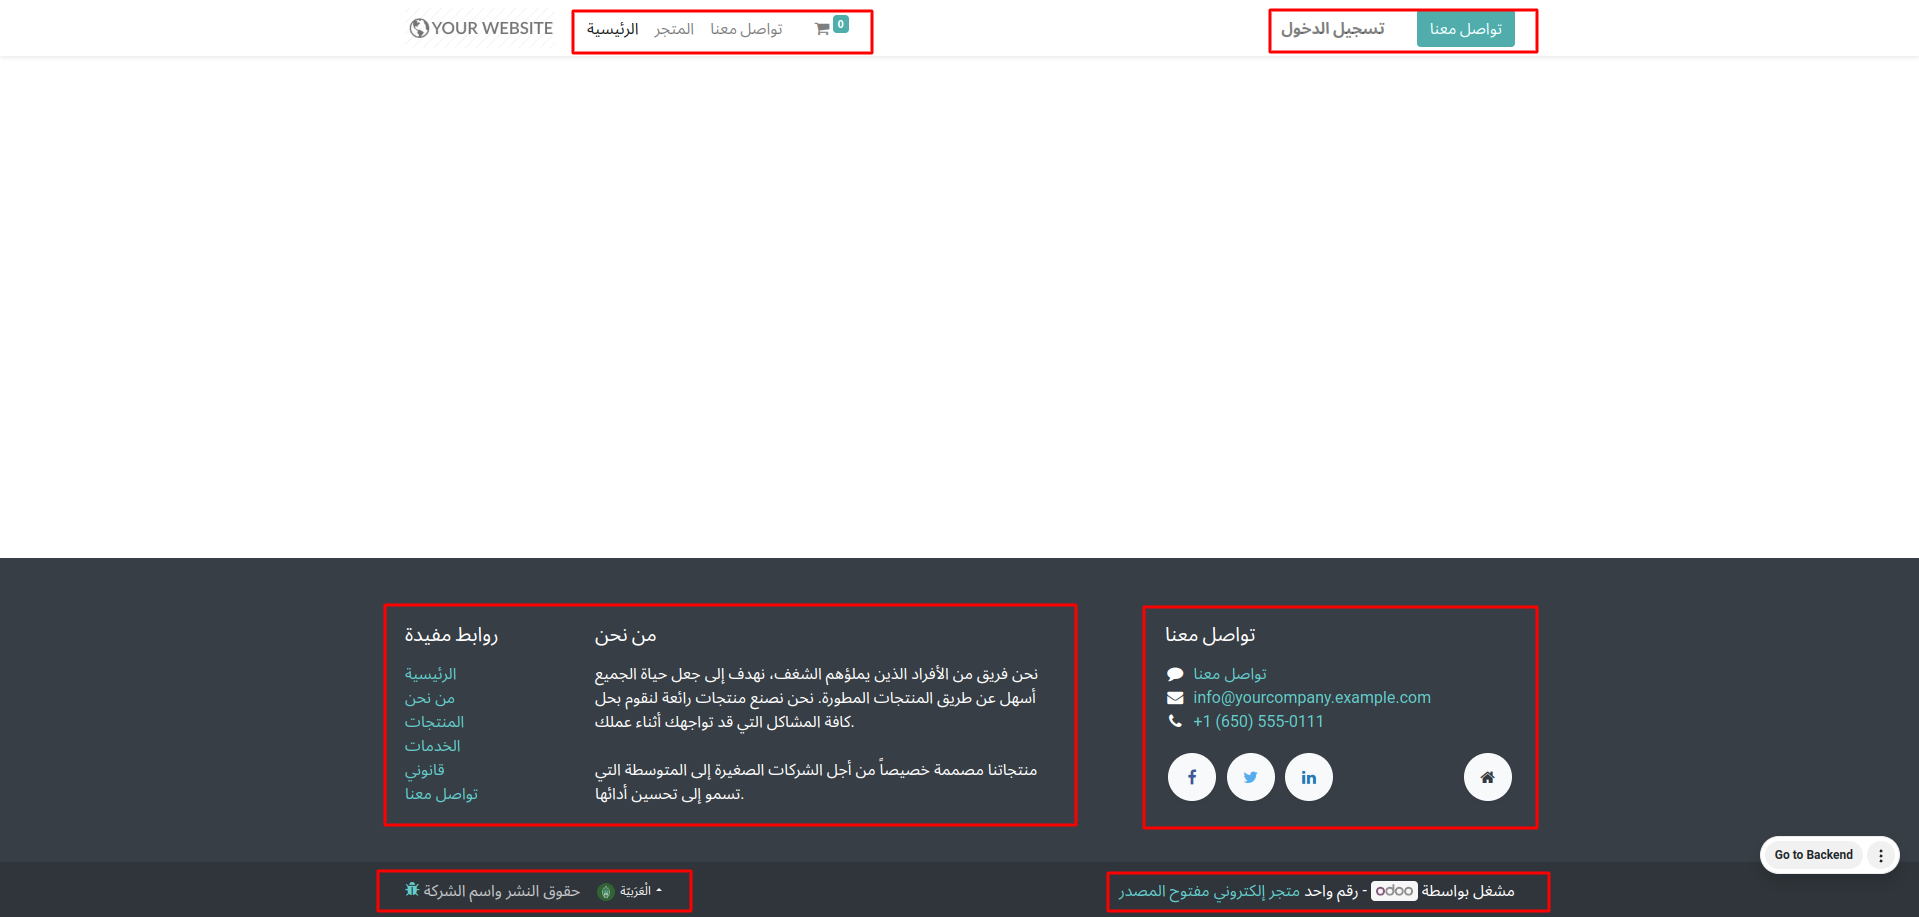 YOUR WEBSITE
الرئيسية
المتجر
تواصل معنا
0
تسجيل الدخول
تواصل معنا
روابط مفيدة
الرئيسية
من نحن
المنتجات
الخدمات
قانوني
تواصل معنا
من نحن
نحن فريق من الأفراد الذين يملؤهم الشغف، نهدف إلى جعل حياة الجميع
أسهل عن طريق المنتجات المطورة. نحن نصنع منتجات رائعة لنقوم بحل
كافة المشاكل التي قد تواجهك أثناء عملك.
منتجاتنا مصممة خصيصاً من أجل الشركات الصغيرة إلى المتوسطة التي
تسمو إلى تحسين أدائها.
تواصل معنا
تواصل معنا
info@yourcompany.example.com
+1 (650) 555-0111
Go to Backend
حقوق النشر واسم الشركة
الْعَرَبيّة
مشغل بواسطة odoo - رقم واحد متجر إلكتروني مفتوح المصدر